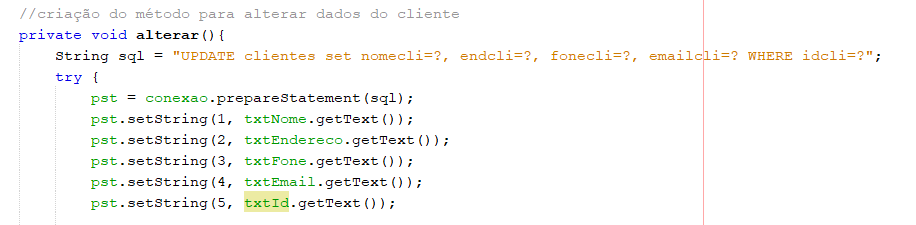 //criação do método para alterar dados do cliente
private void alterar(){
String sql = "UPDATE clientes set nomecli=?, endcli=?, fonecli=?, emailcli=? WHERE idcli=?";
try {
pst = conexao.prepareStatement(sql);
pst.setString(1, txtNome.getText());
pst.setString(2, txtEndereco.getText());
pst.setString(3, txtFone.getText());
pst.setString(4, txtEmail.getText());
pst.setString(5, txtId.getText());